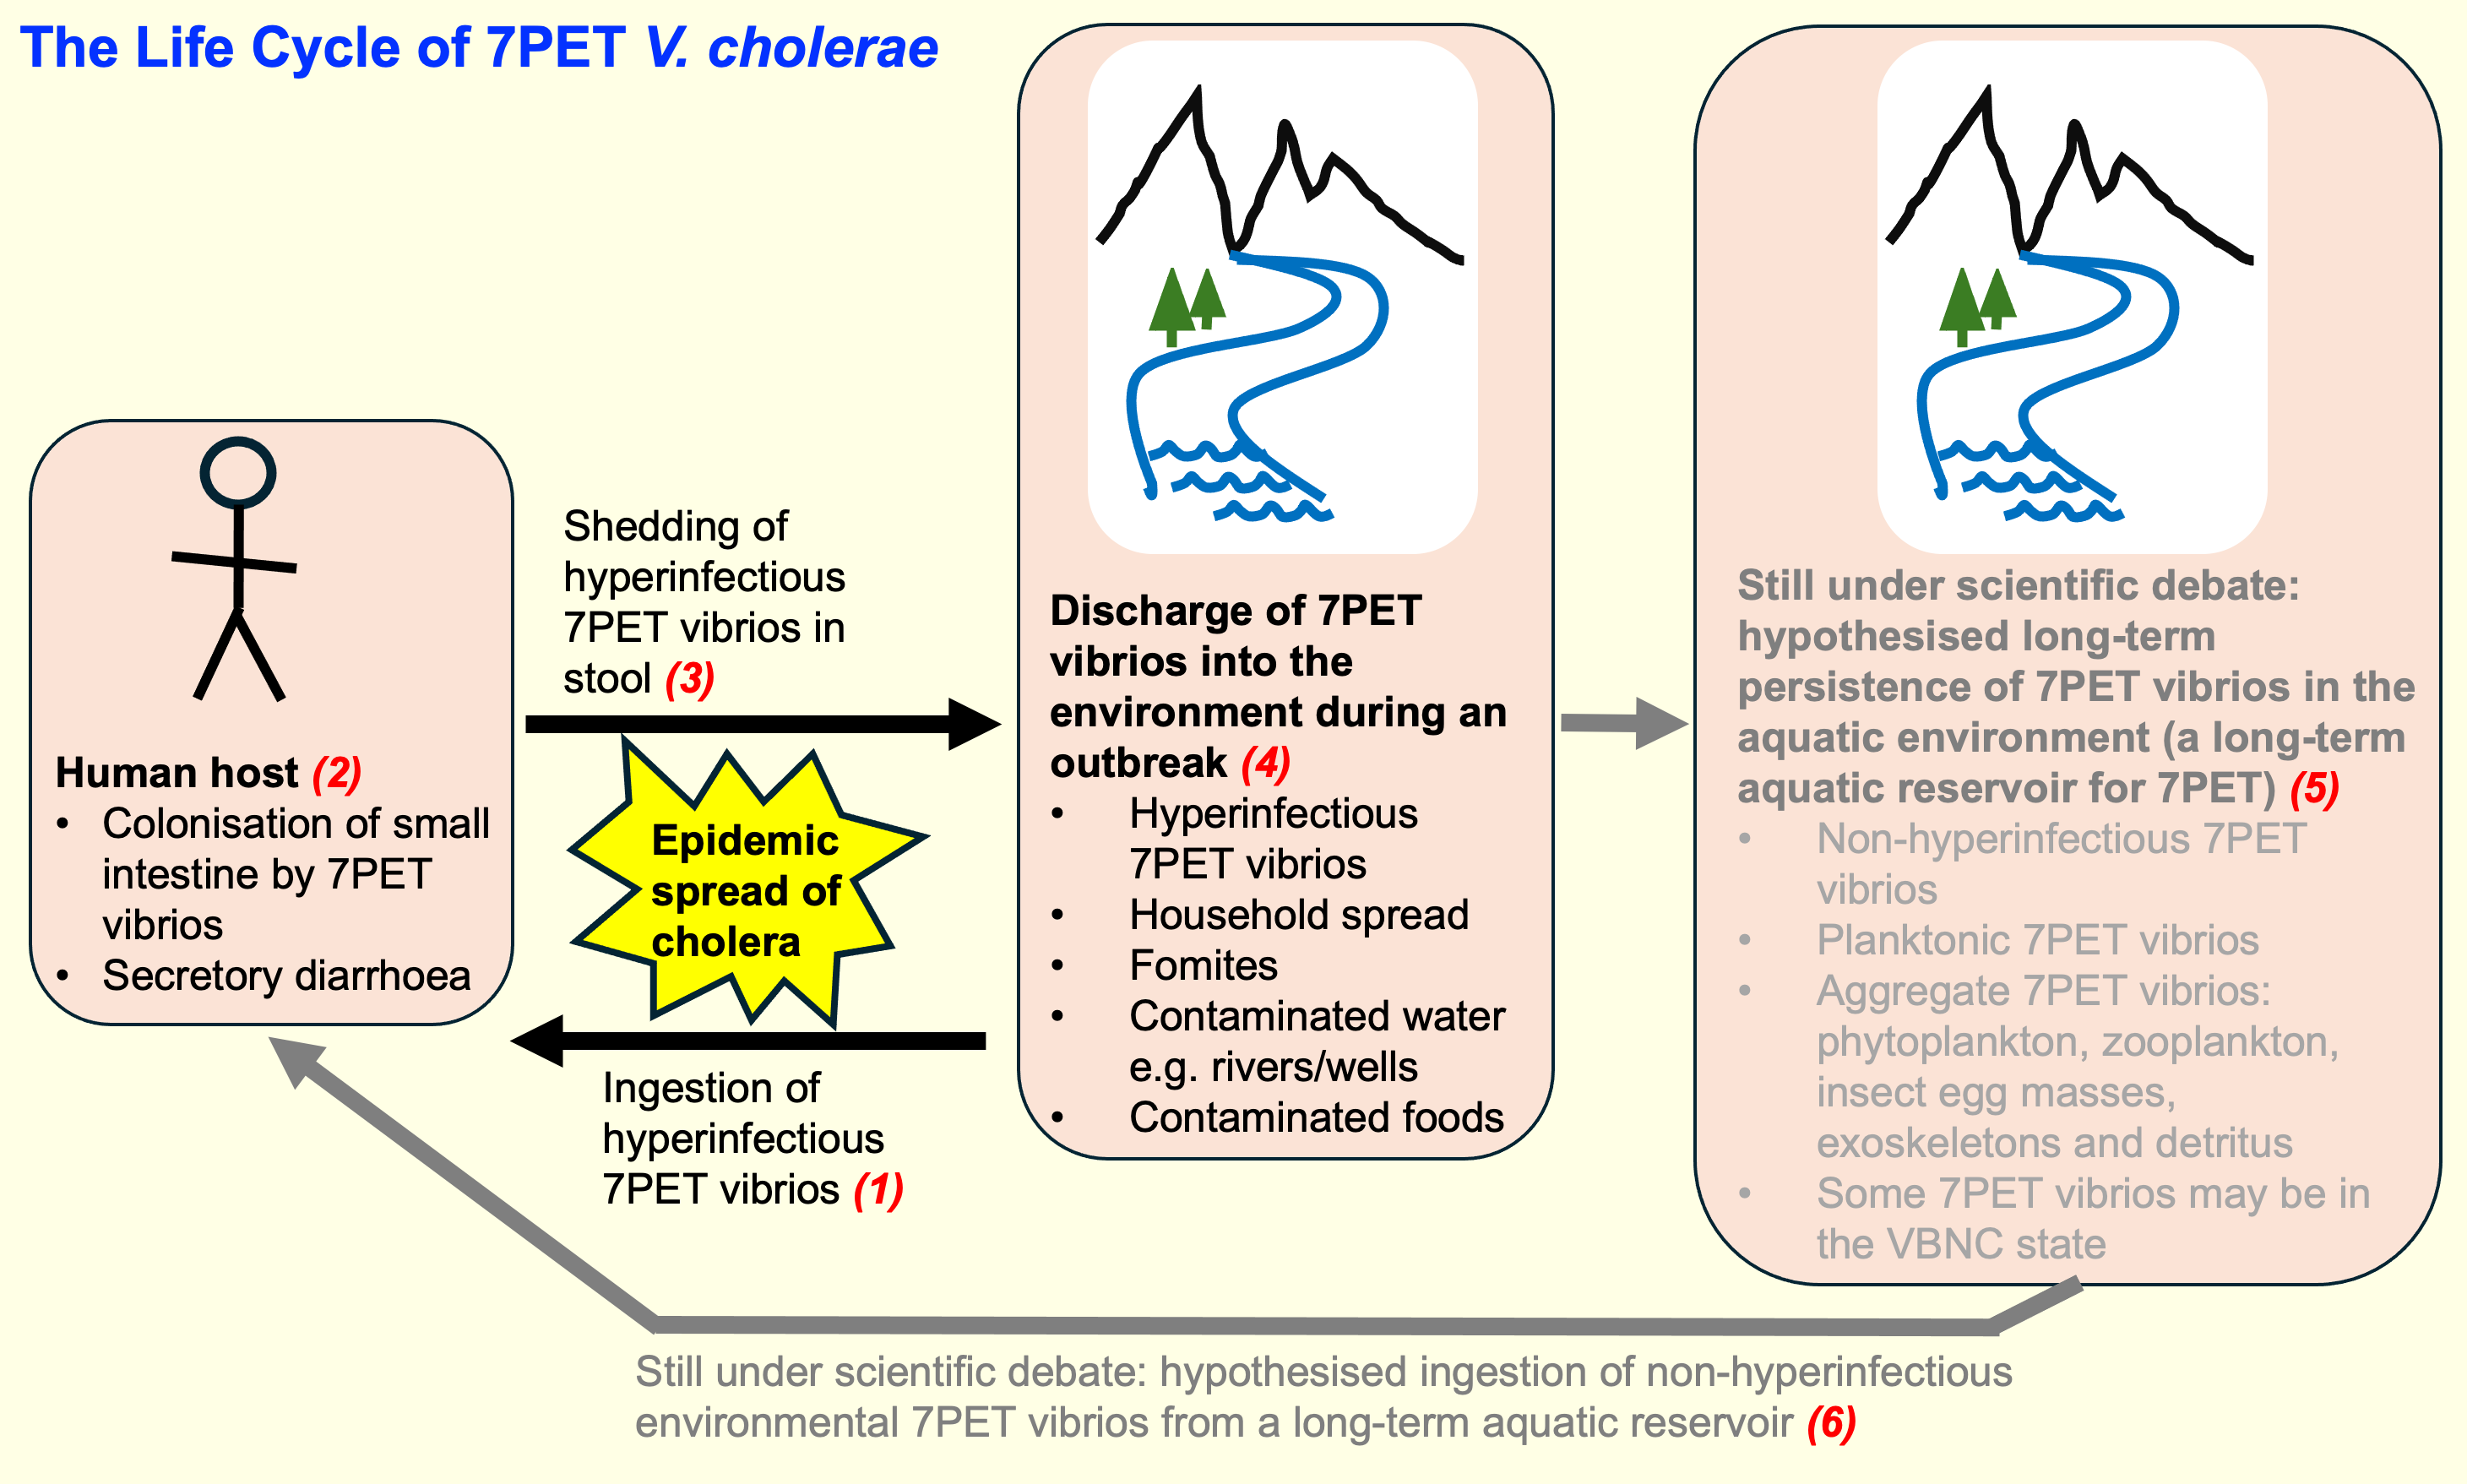 The Life Cycle of 7PET V. cholerae
Human host (2)
• Colonisation of small
intestine by 7PET
vibrios
• Secretory diarrhoea
Shedding of
hyperinfectious
7PET vibrios in
stool (3)
Epidemic
spread of
cholera
Ingestion of
hyperinfectious
7PET vibrios (1)
Discharge of 7PET
vibrios into the
environment during an
outbreak (4)
• Hyperinfectious
7PET vibrios
• Household spread
• Fomites
• Contaminated water
e.g. rivers/wells
• Contaminated foods
Still under scientific debate:
hypothesised long-term
persistence of 7PET vibrios in the
aquatic environment (a long-term
aquatic reservoir for 7PET) (5)
• Non-hyperinfectious 7PET
vibrios
• Planktonic 7PET vibrios
• Aggregate 7PET vibrios:
phytoplankton, zooplankton,
insect egg masses,
exoskeletons and detritus
• Some 7PET vibrios may be in
the VBNC state
Still under scientific debate: hypothesised ingestion of non-hyperinfectious
environmental 7PET vibrios from a long-term aquatic reservoir (6)